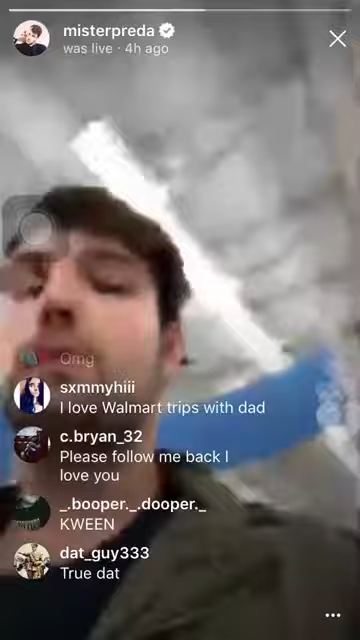 misterpreda
was live · 4h ago
Omg
sxmmyhiii
I love Walmart trips with dad
c.bryan_32
Please follow me back I
love you
_.booper._.dooper._
KWEEN
dat_guy333
True dat